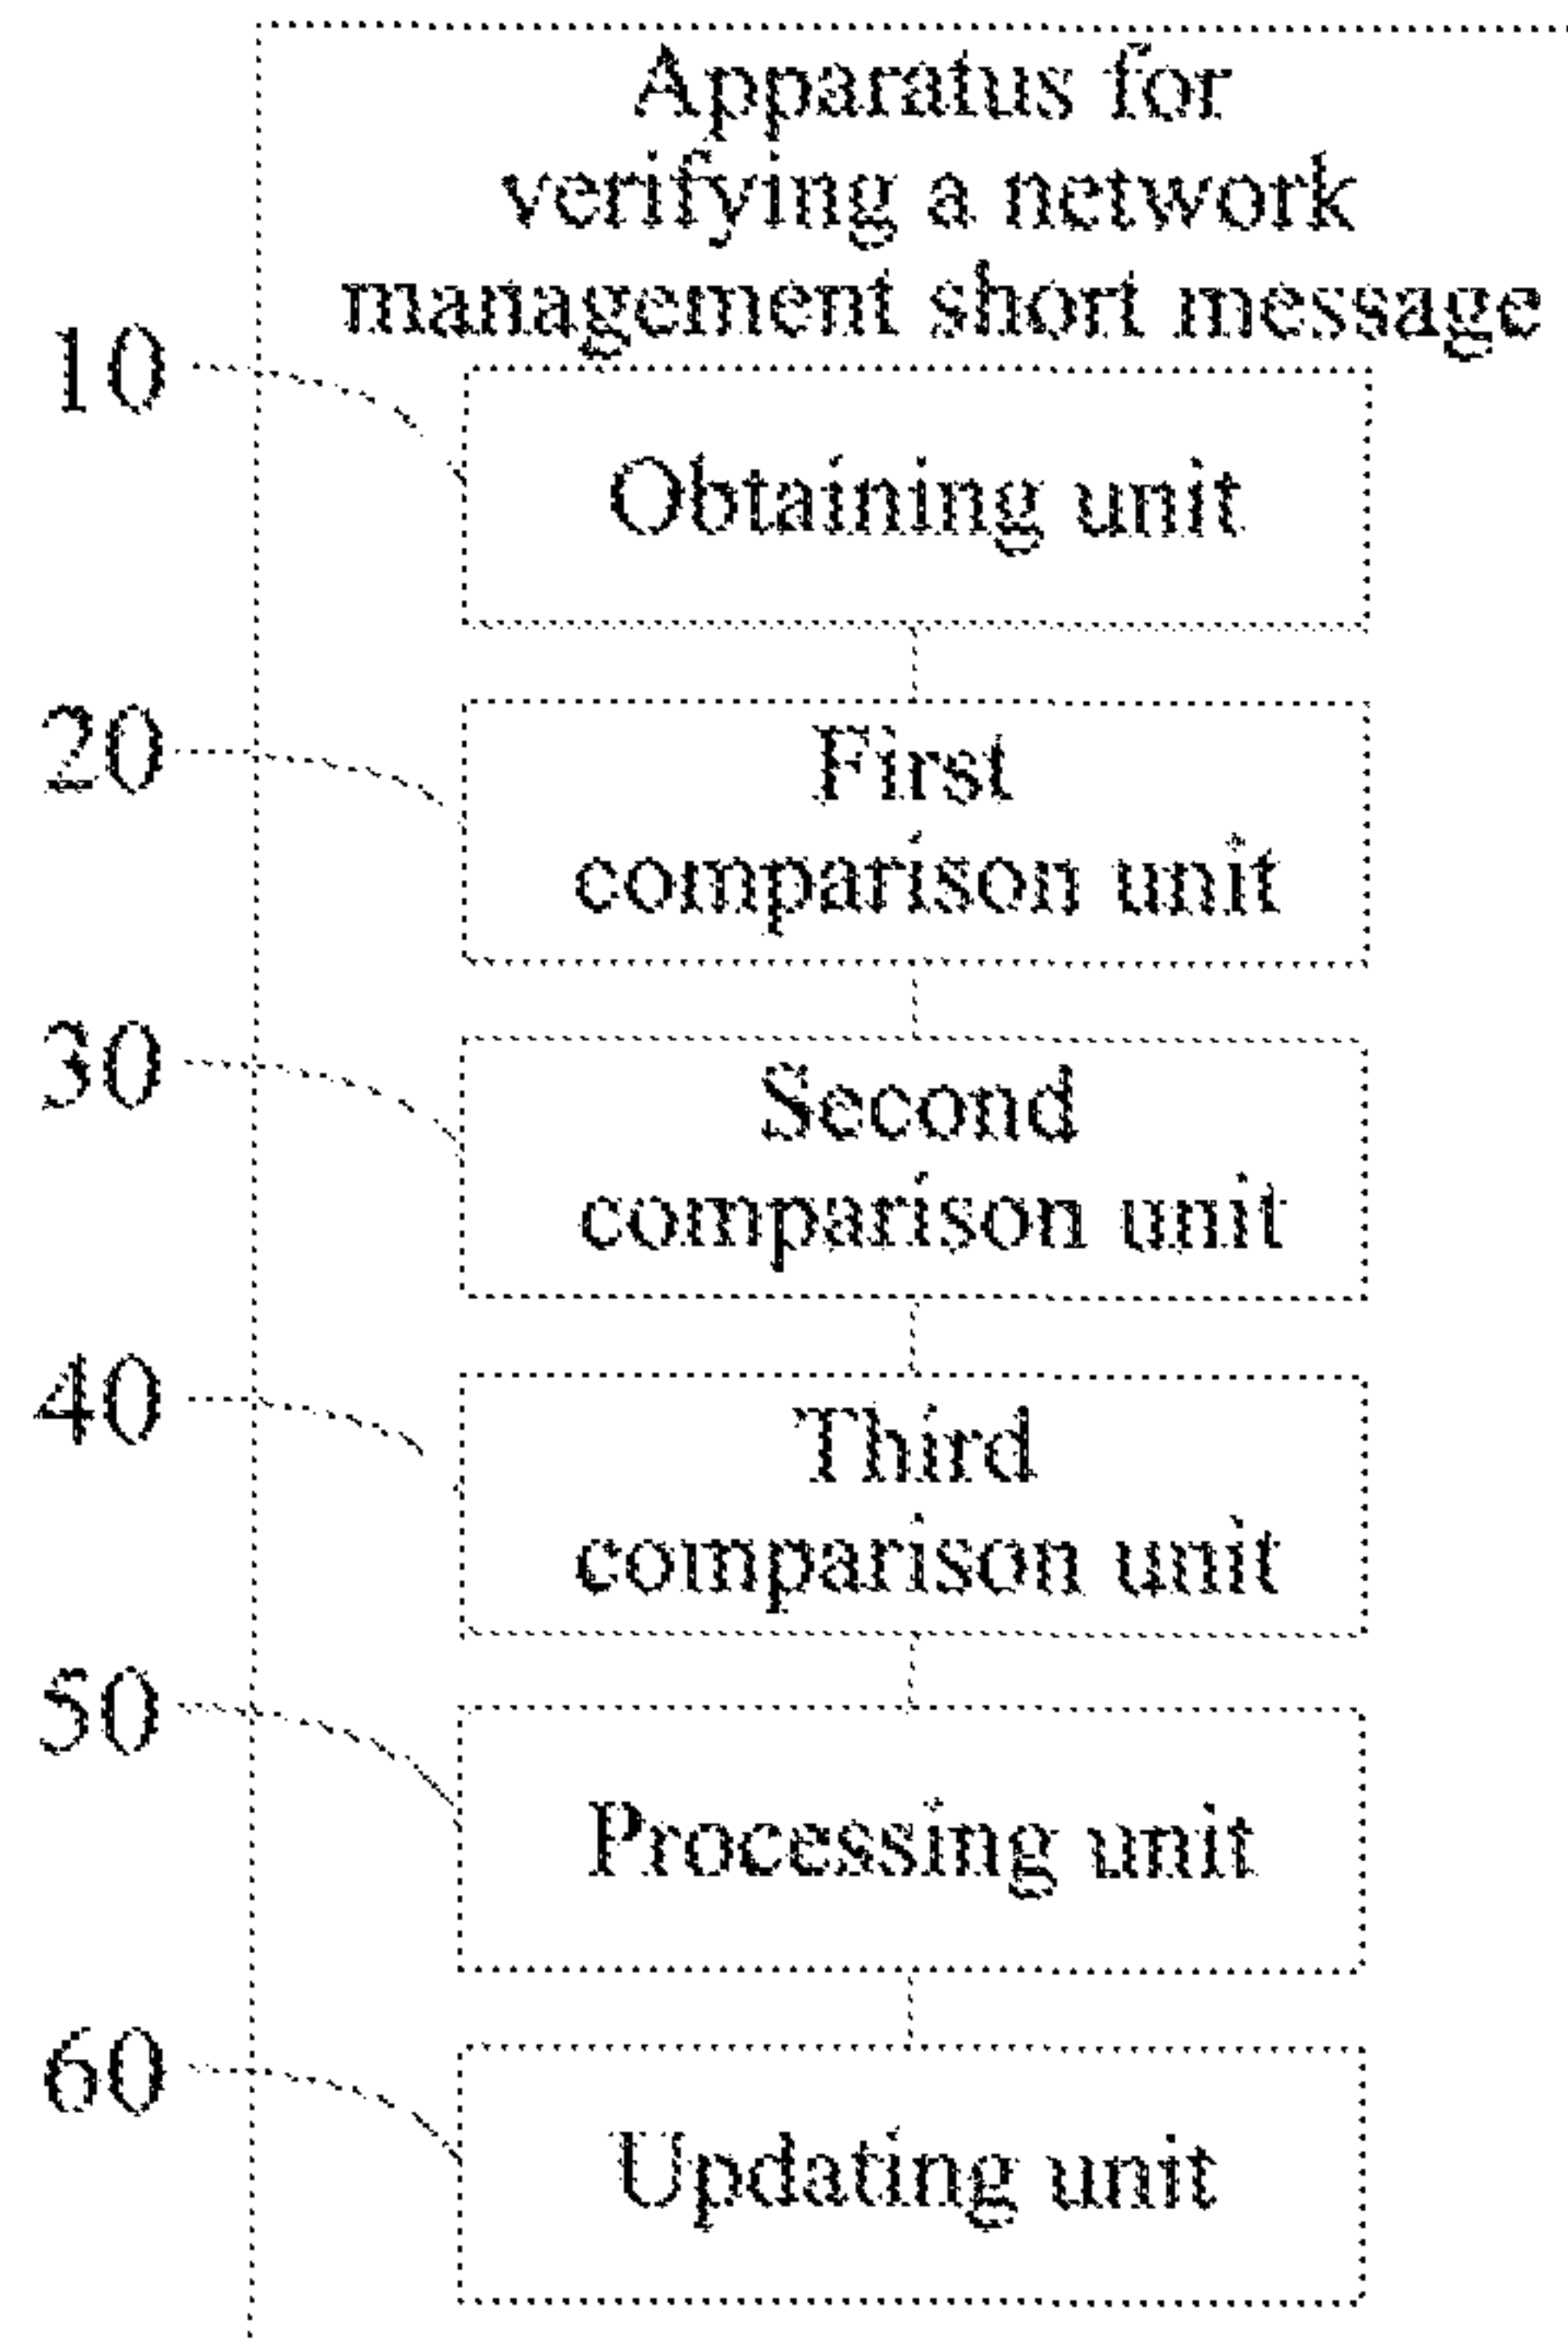 Apparatus for
verifying a network
management short message
10
Obtaining unit
20
First
comparison unit
30
Second
comparison unit
40
Third
comparison unit
50
Processing unit
60
Updating unit